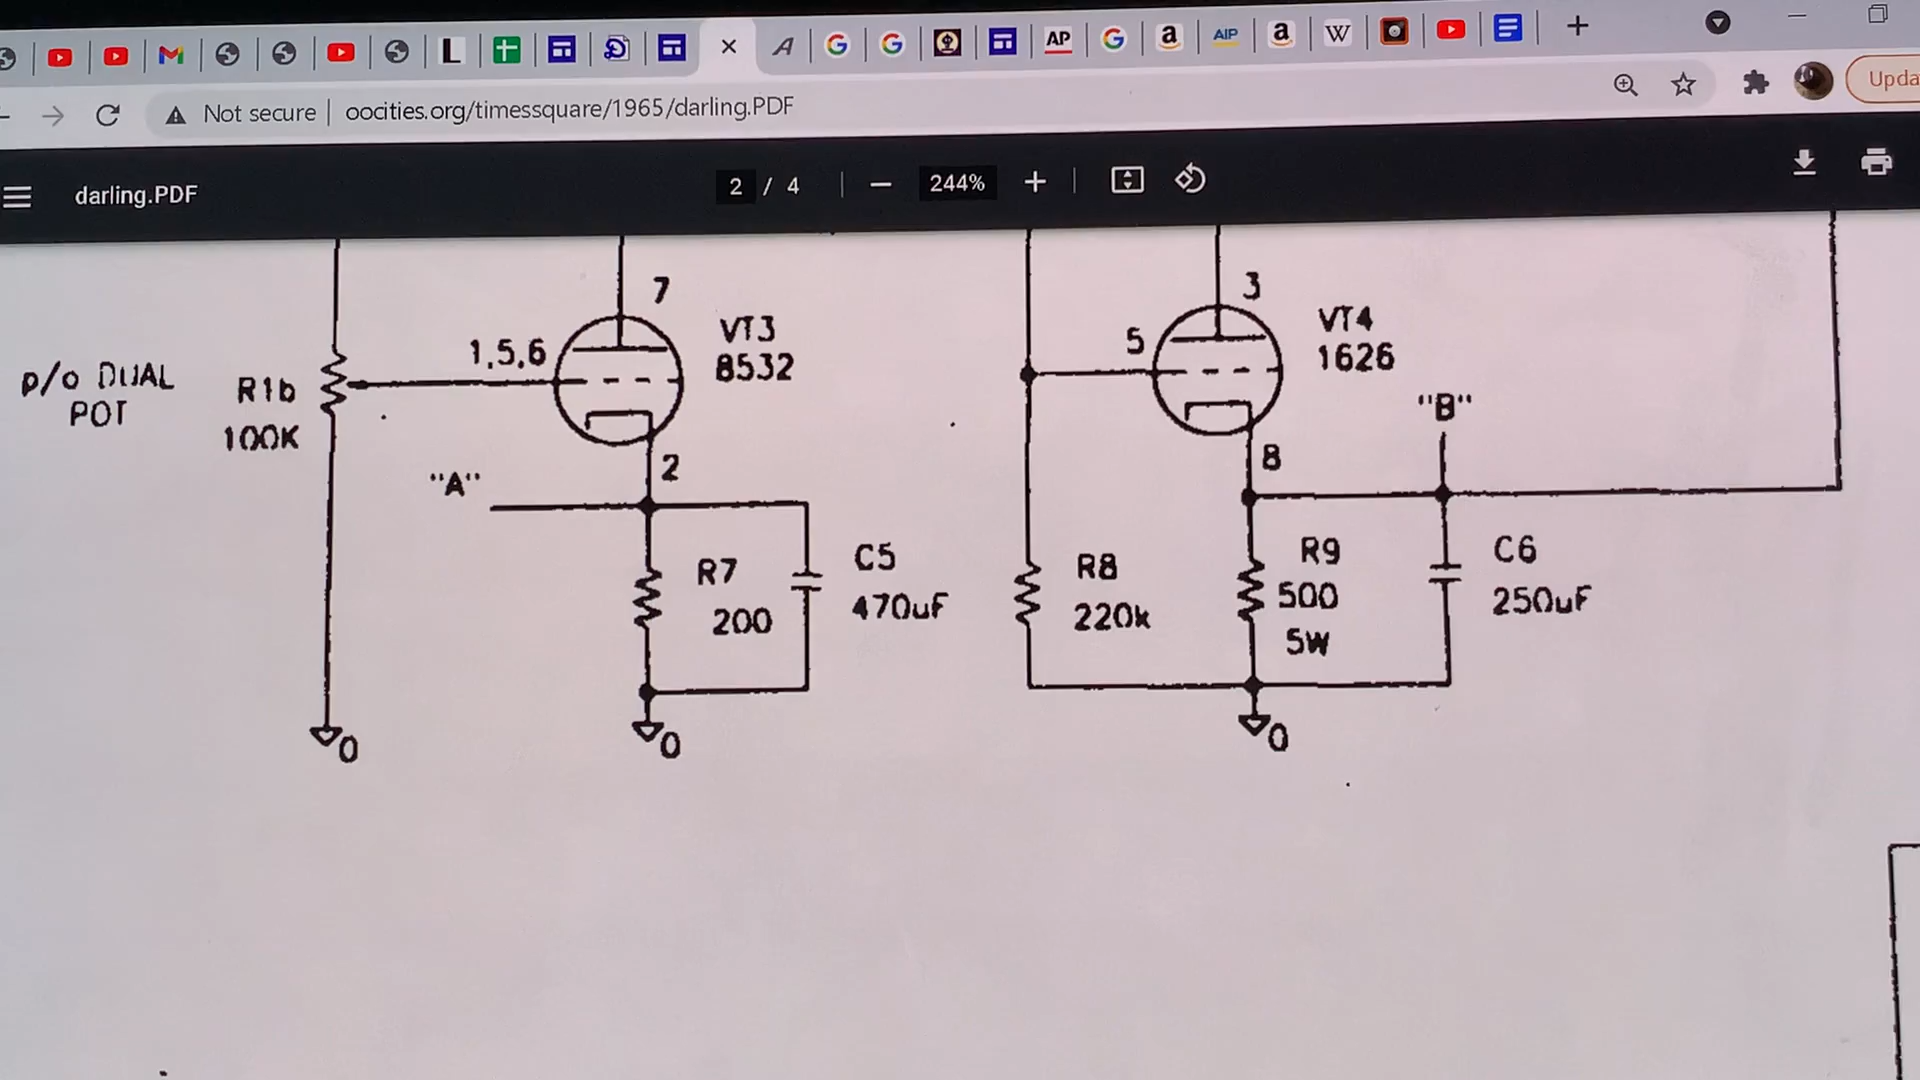 L
AP
a
AIP
a
W
Not secure
oocities.org/timessquare/1965/darling.PDF
Upda
darling.PDF
2 / 4
244%
7
3
1,5,6
VT3
8532
5
VT4
1626
p/o DUAL
POT
R1b
100K
"B"
2
8
"A"
R7
200
C5
470uF
R8
220k
R9
500
5W
C6
250uF
0
0
0